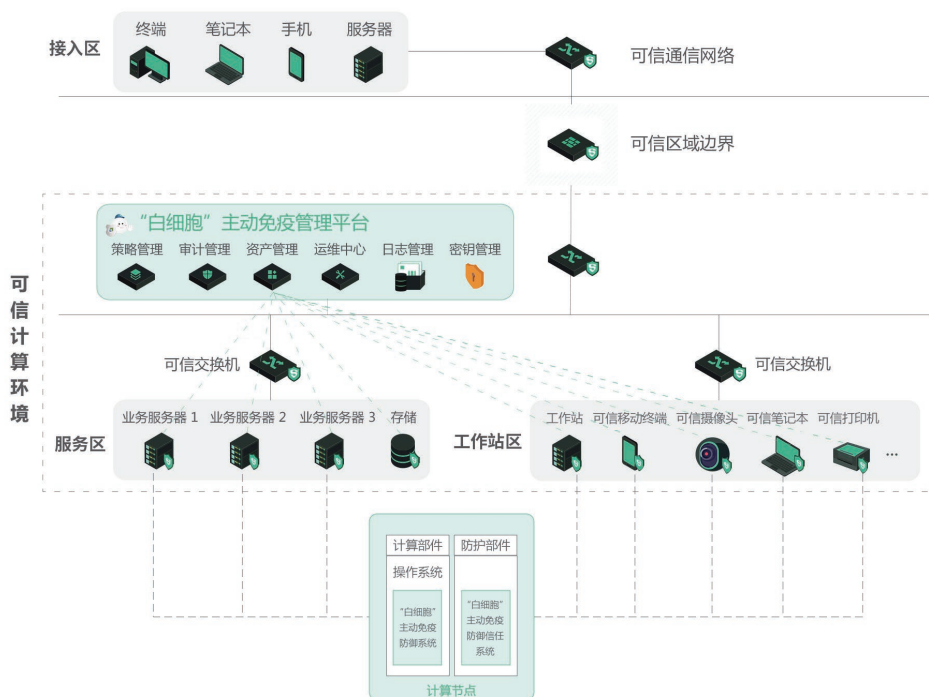 终端 笔记本 手机 服务器
接入区
可信通信网络
可信区域边界
“白细胞”主动免疫管理平台
策略管理 审计管理 资产管理 运维中心 日志管理 密钥管理
可信计算环境
可信交换机
可信交换机
业务服务器 1 业务服务器 2 业务服务器 3 存储
服务区
工作站 可信移动终端 可信摄像头 可信笔记本 可信打印机
工作站区
...
计算部件 防护部件
操作系统
“白细胞”
主动免疫
防御系统
“白细胞”
主动免疫
防御信任
系统
计算节点